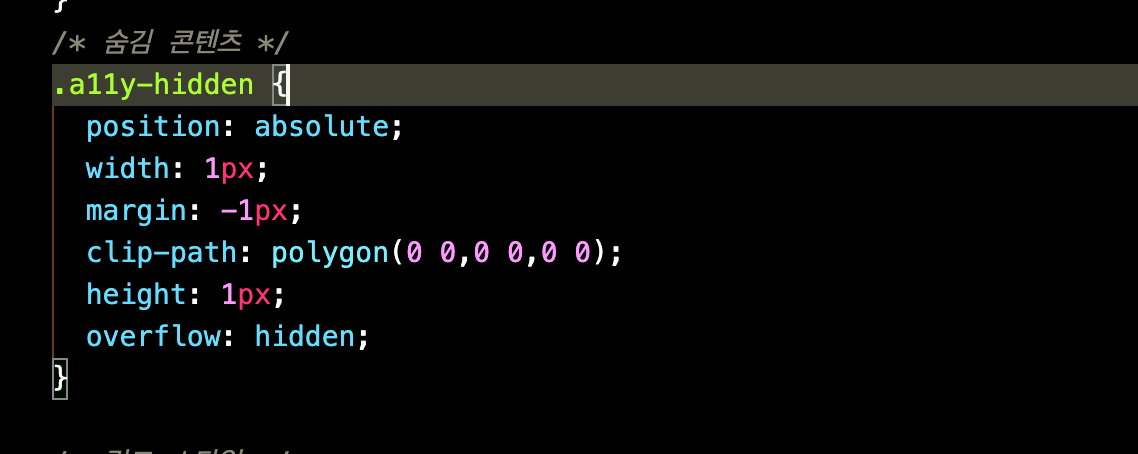 }
/* 숨김 콘텐츠 */
.a11y-hidden {
  position: absolute;
  width: 1px;
  margin: -1px;
  clip-path: polygon(0 0,0 0,0 0);
  height: 1px;
  overflow: hidden;
}